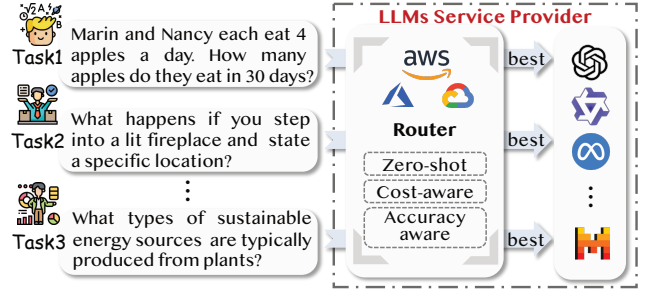 LLMs Service Provider
Task1
Marin and Nancy each eat 4
apples a day. How many
apples do they eat in 30 days?
Task2
What happens if you step
into a lit fireplace and state
a specific location?
Task3
What types of sustainable
energy sources are typically
produced from plants?
aws
Router
Zero-shot
Cost-aware
Accuracy
aware
best
best
best